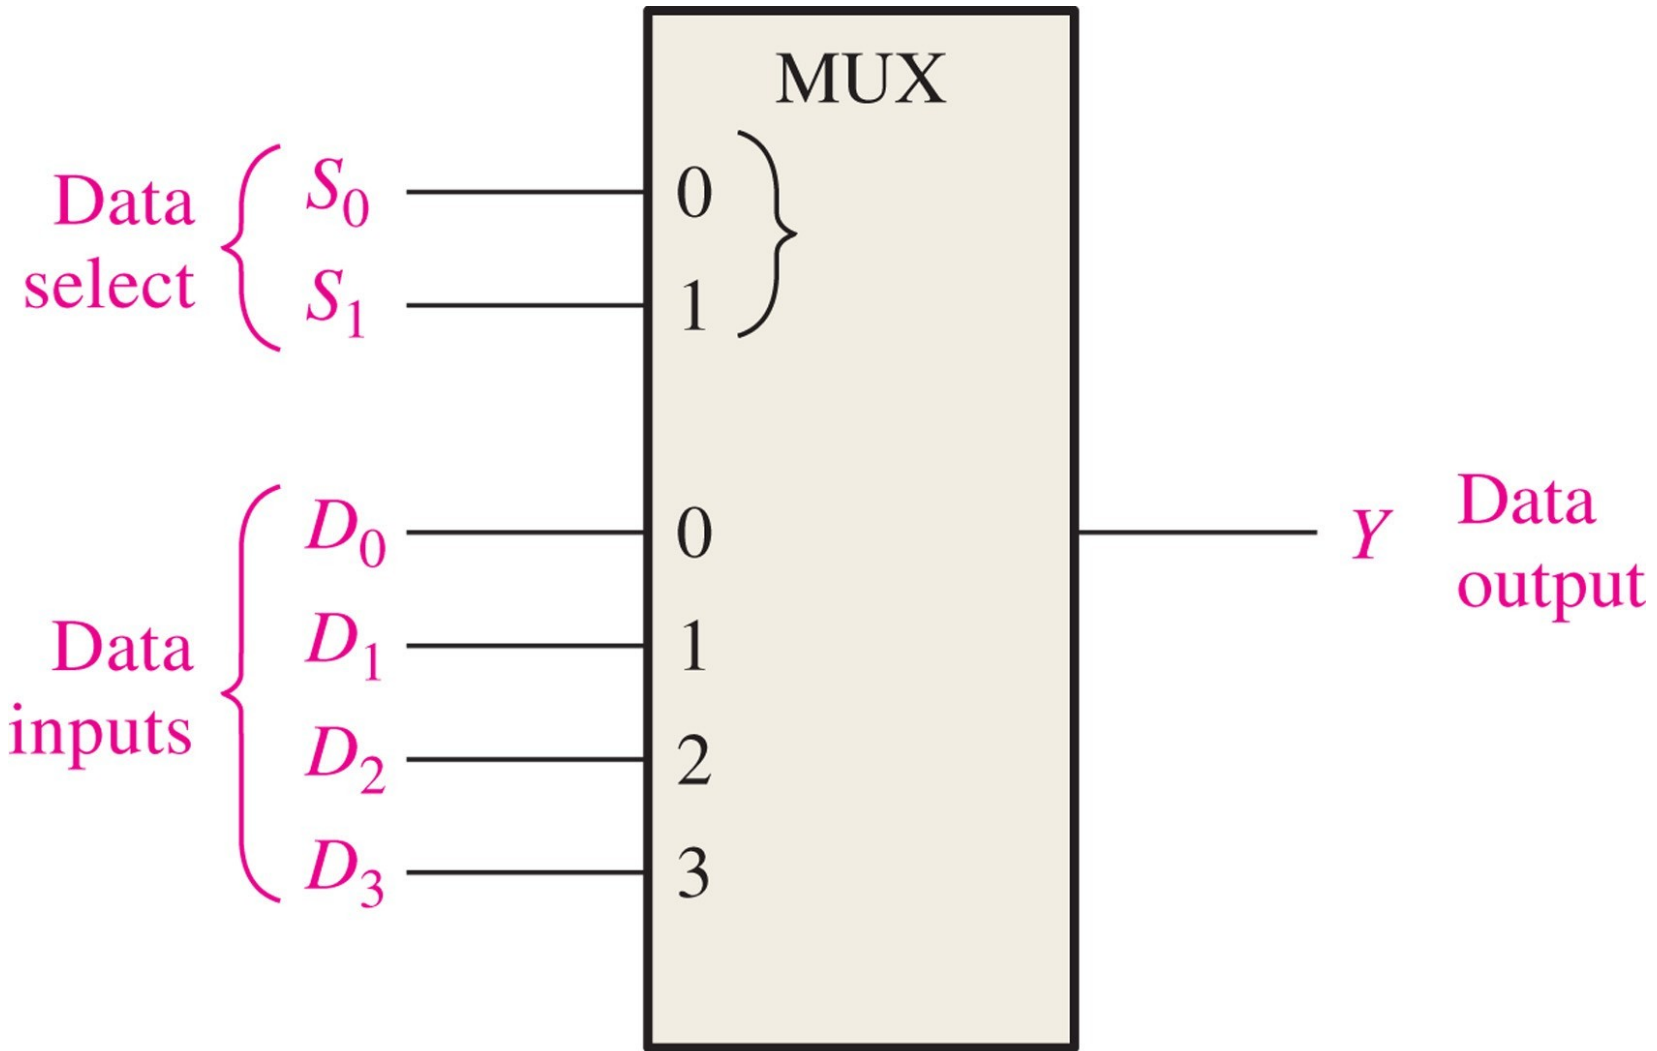 MUX
Data
select
S₀
0
S₁
1
Data
inputs
D₀
0
D₁
1
D₂
2
D₃
3
Y
Data
output